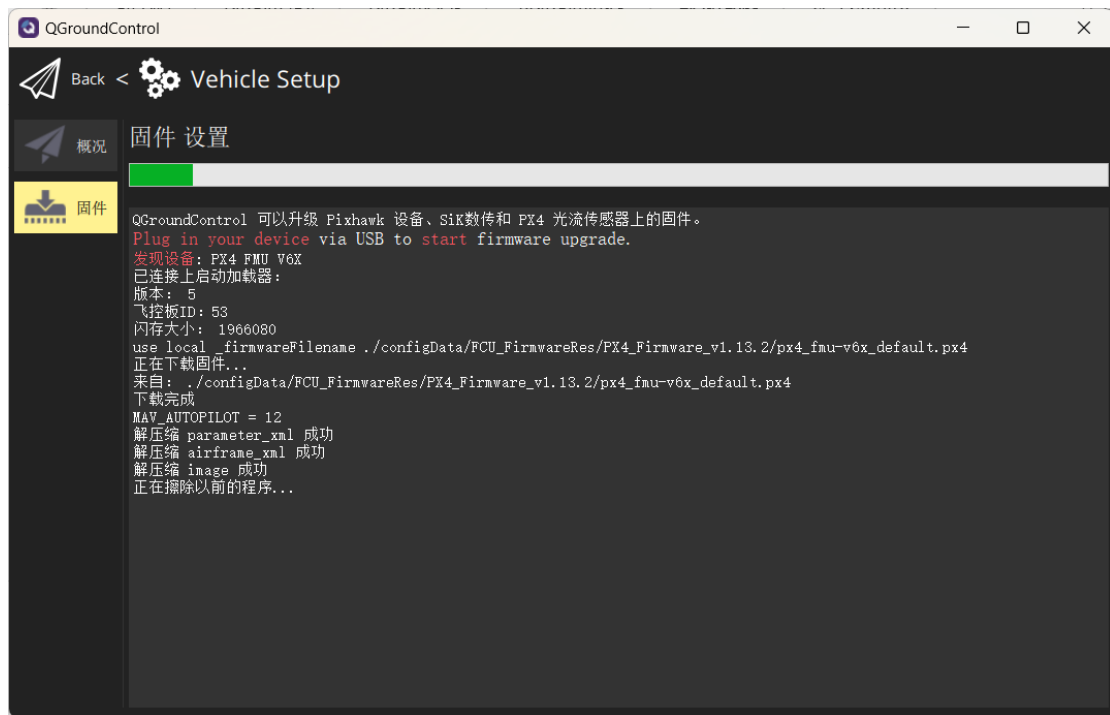 QGroundControl
Back < Vehicle Setup
概况
固件
固件 设置
QGroundControl 可以升级 Pixhawk 设备、SiK数传和 PX4 光流传感器上的固件。
Plug in your device via USB to start firmware upgrade.
发现设备: PX4 FMU V6X
已连接上启动加载器:
版本: 5
飞控板ID: 53
闪存大小: 1966080
use local _firmwareFilename ./configData/FCU_FirmwareRes/PX4_Firmware_v1.13.2/px4_fmu-v6x_default.px4
正在下载固件...
来自: ./configData/FCU_FirmwareRes/PX4_Firmware_v1.13.2/px4_fmu-v6x_default.px4
下载完成
MAV_AUTOPILOT = 12
解压缩 parameter_xml 成功
解压缩 airframe_xml 成功
解压缩 image 成功
正在擦除以前的程序...